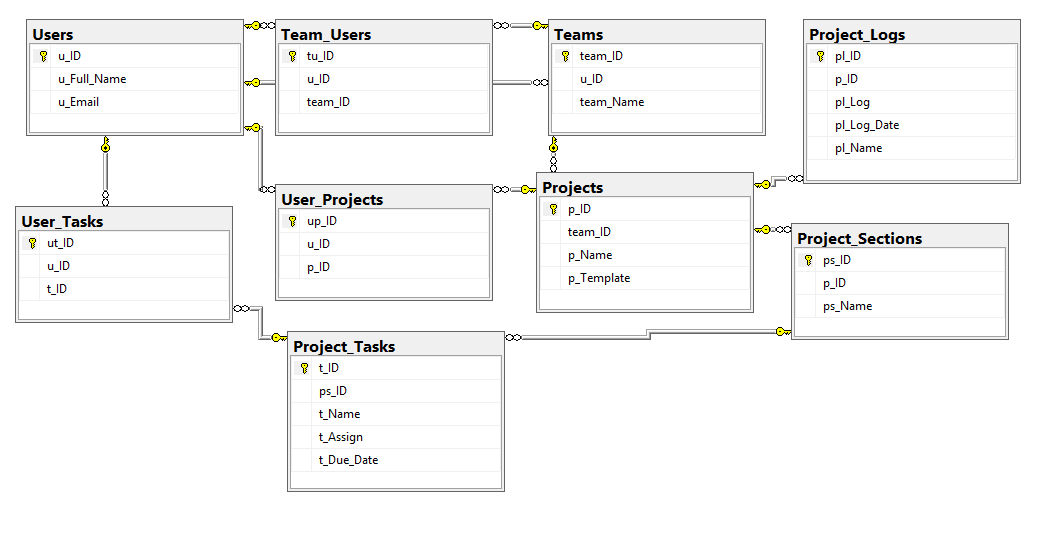 Users
u_ID
u_Full_Name
u_Email
Team_Users
tu_ID
u_ID
team_ID
Teams
team_ID
u_ID
team_Name
Project_Logs
pl_ID
p_ID
pl_Log
pl_Log_Date
pl_Name
User_Tasks
ut_ID
u_ID
t_ID
User_Projects
up_ID
u_ID
p_ID
Projects
p_ID
team_ID
p_Name
p_Template
Project_Sections
ps_ID
p_ID
ps_Name
Project_Tasks
t_ID
ps_ID
t_Name
t_Assign
t_Due_Date